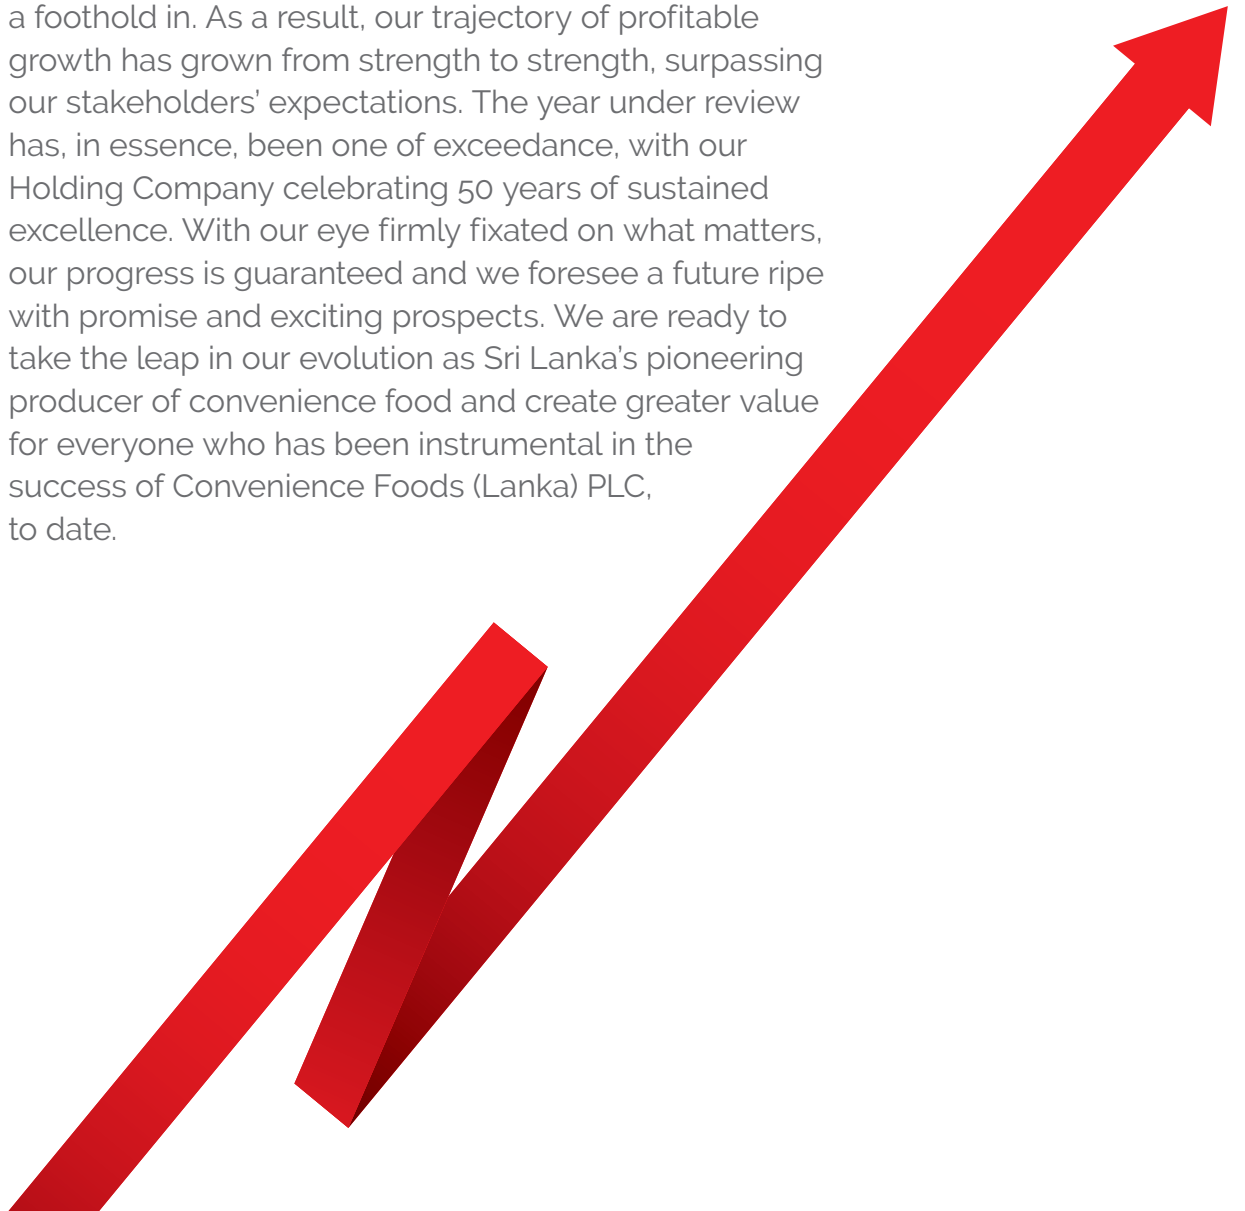 a foothold in. As a result, our trajectory of profitable
growth has grown from strength to strength, surpassing
our stakeholders’ expectations. The year under review
has, in essence, been one of exceedance, with our
Holding Company celebrating 50 years of sustained
excellence. With our eye firmly fixated on what matters,
our progress is guaranteed and we foresee a future ripe
with promise and exciting prospects. We are ready to
take the leap in our evolution as Sri Lanka’s pioneering
producer of convenience food and create greater value
for everyone who has been instrumental in the
success of Convenience Foods (Lanka) PLC,
to date.